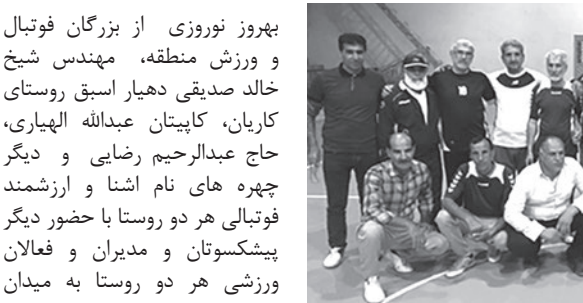 بهروز نوروزی از بزرگان فوتبال
و ورزش منطقه، مهندس شیخ
خالد صدیقی دهیار اسبق روستای
کاریان، کاپیتان عبدالله الهیاری،
حاج عبدالرحیم رضایی و دیگر
چهره های نام اشنا و ارزشمند
فوتبالی هر دو روستا با حضور دیگر
پیشکسوتان و مدیران و فعالان
ورزشی هر دو روستا به میدان